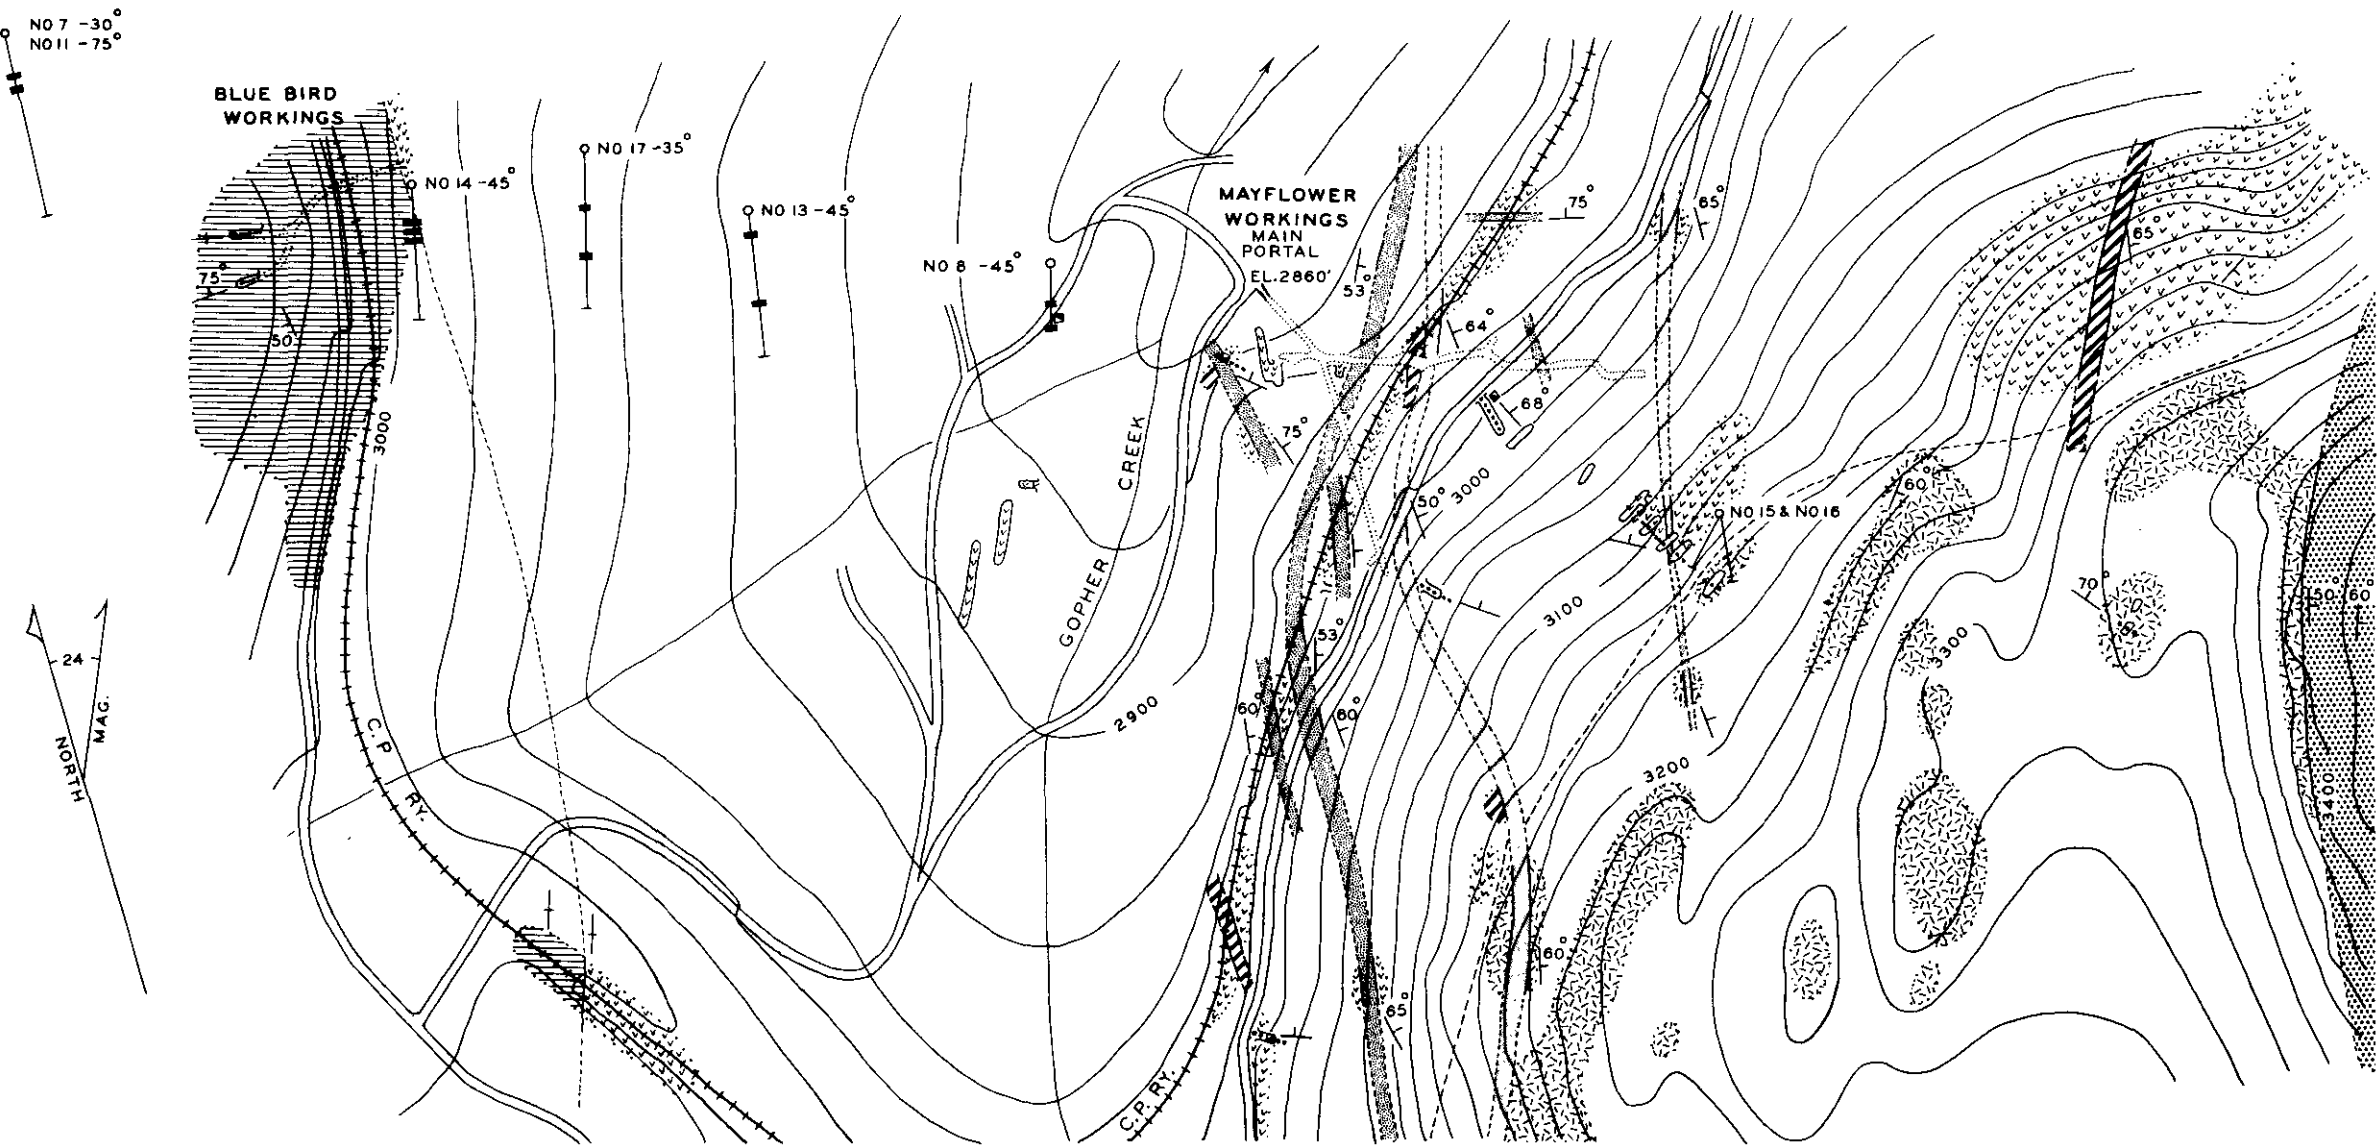 NO 7 -30°
NO 11 -75°
BLUE BIRD
WORKINGS
NO 14 -45°
NO 17 -35°
NO 13 -45°
NO 8 -45°
MAYFLOWER
WORKINGS
MAIN
PORTAL
EL. 2860'
53°
75°
65°
65°
75°
50
64°
68°
75°
3000
GOPHER CREEK
50°
3000
NO 15 & NO 16
60°
3100
70°
50°
60°
3300
53°
60°
60°
2900
3200
3400
24
NORTH
MAG.
C.P. RY.
60°
65°
C.P. RY.